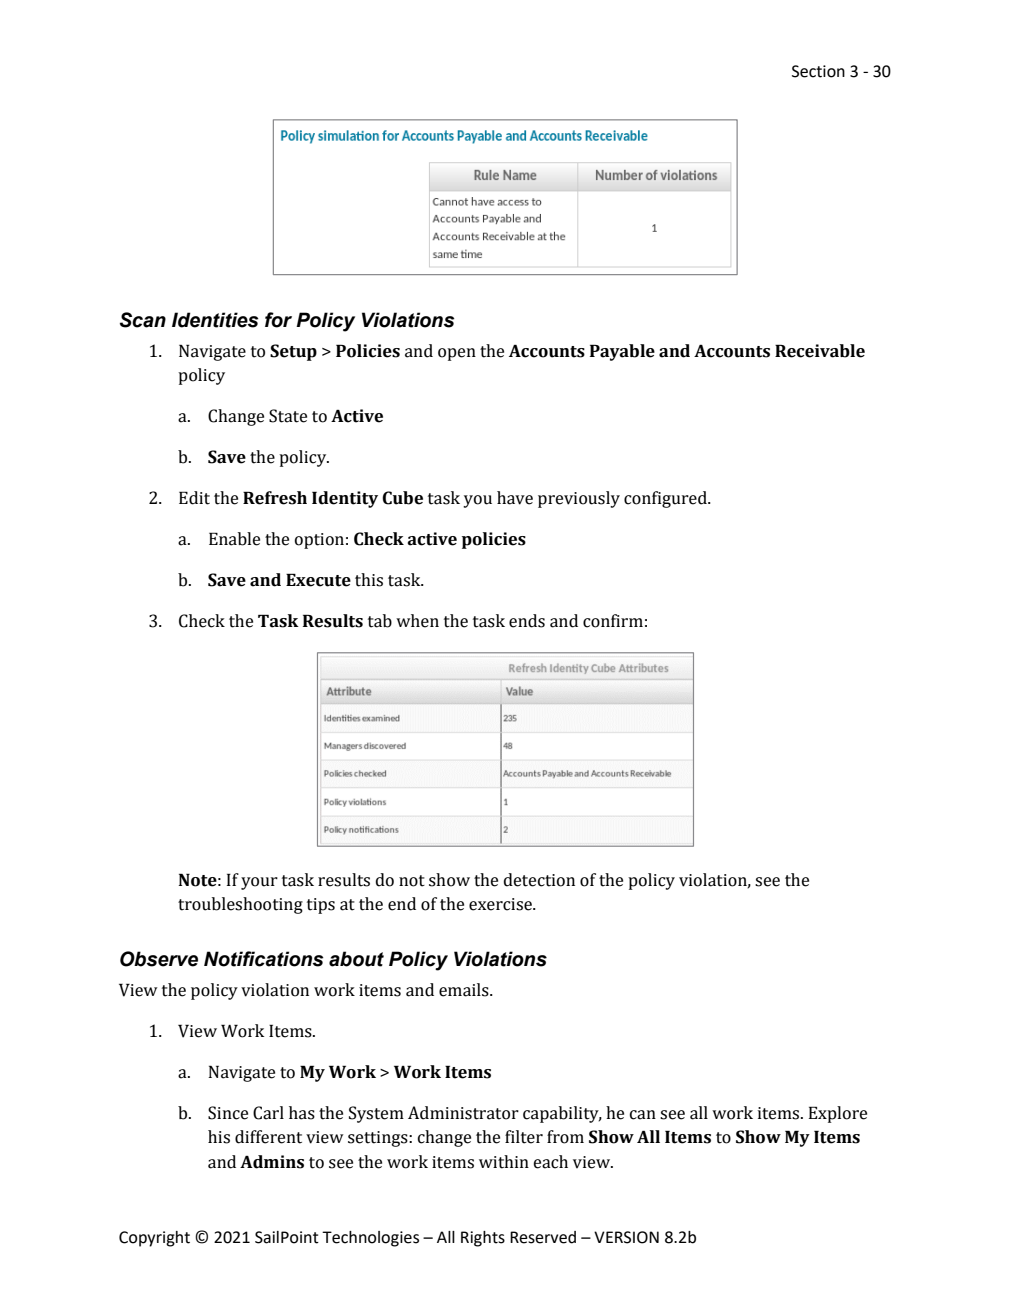 Section 3 - 30
Policy simulation for Accounts Payable and Accounts Receivable
Rule Name Number of violations
Cannot have access to
Accounts Payable and
Accounts Receivable at the
same time
1
Scan Identities for Policy Violations
1. Navigate to Setup > Policies and open the Accounts Payable and Accounts Receivable
policy
a. Change State to Active
b. Save the policy.
2. Edit the Refresh Identity Cube task you have previously configured.
a. Enable the option: Check active policies
b. Save and Execute this task.
3. Check the Task Results tab when the task ends and confirm:
Refresh Identity Cube Attributes
Attribute Value
Identities examined 235
Managers discovered 48
Policies checked Accounts Payable and Accounts Receivable
Policy violations 1
Policy notifications 2
Note: If your task results do not show the detection of the policy violation, see the
troubleshooting tips at the end of the exercise.
Observe Notifications about Policy Violations
View the policy violation work items and emails.
1. View Work Items.
a. Navigate to My Work > Work Items
b. Since Carl has the System Administrator capability, he can see all work items. Explore
his different view settings: change the filter from Show All Items to Show My Items
and Admins to see the work items within each view.
Copyright © 2021 SailPoint Technologies – All Rights Reserved – VERSION 8.2b